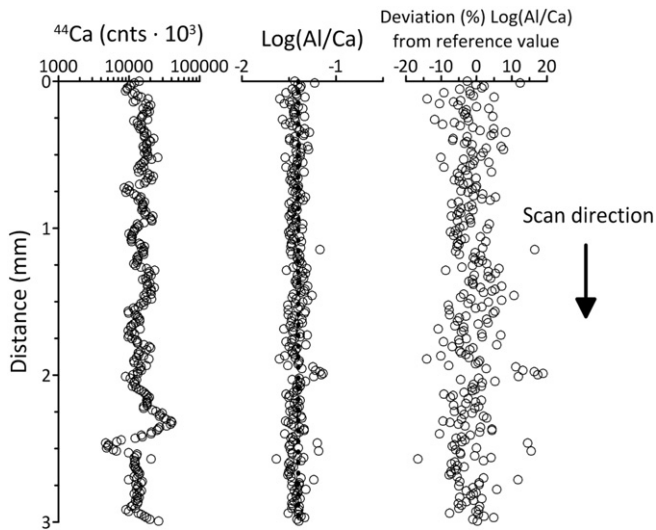 ⁴⁴Ca (cnts · 10³)
1000 10000 100000
Log(Al/Ca)
-2 -1
Deviation (%) Log(Al/Ca)
from reference value
-20 -10 0 10 20
0
1
2
3
Distance (mm)
Scan direction